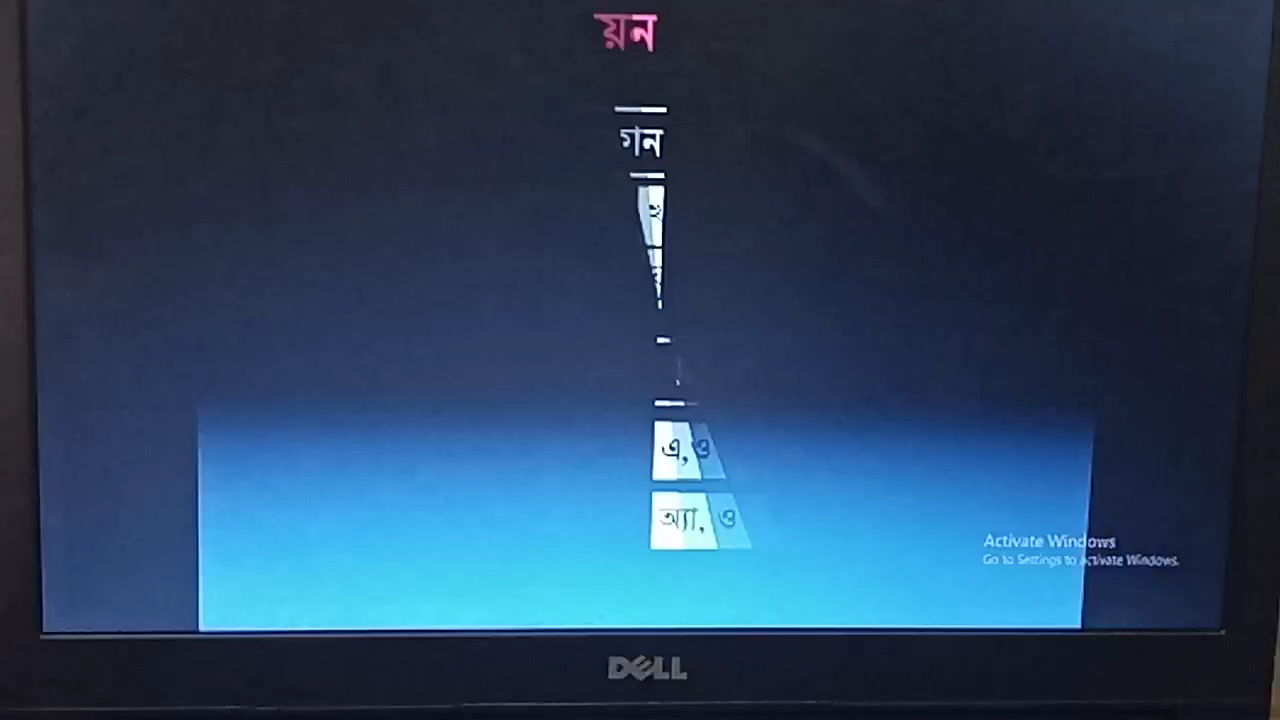 য়ন
গন
এ,ও
অ্যা, ও
Activate Windows
Go to Settings to activate Windows.
DELL